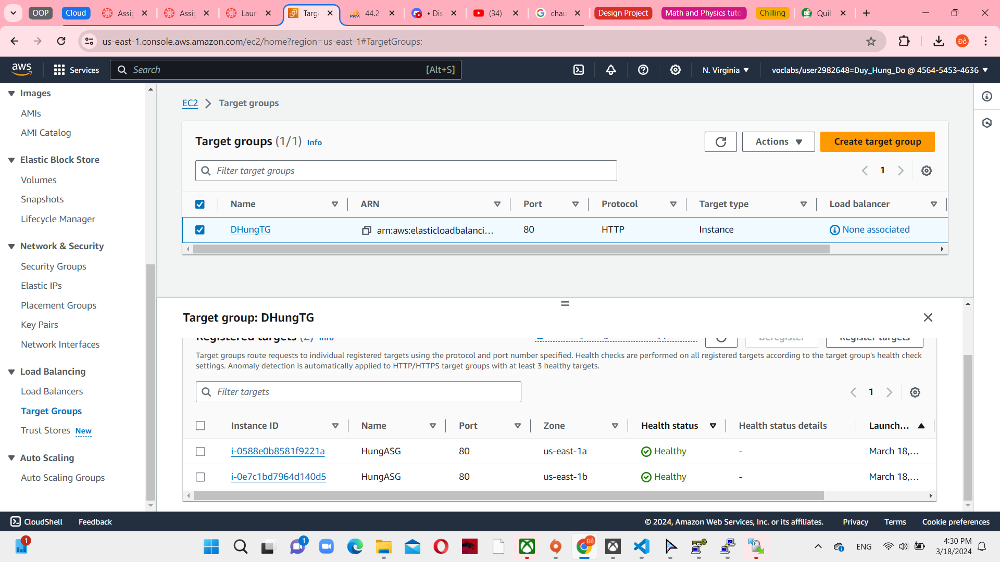 OOP
Cloud
Assig
Assig
Laun
Targ
44.2
• Dis
(34)
chau
Design Project
Math and Physics tuto
Chilling
Quil
us-east-1.console.aws.amazon.com/ec2/home?region=us-east-1#TargetGroups:
Đỗ
aws
Services
Search
[Alt+S]
N. Virginia
voclabs/user2982648=Duy_Hung_Do @ 4564-5453-4636
Images
AMIs
AMI Catalog
Elastic Block Store
Volumes
Snapshots
Lifecycle Manager
Network & Security
Security Groups
Elastic IPs
Placement Groups
Key Pairs
Network Interfaces
Load Balancing
Load Balancers
Target Groups
Trust Stores New
Auto Scaling
Auto Scaling Groups
EC2 Target groups
Target groups (1/1) Info
Actions
Create target group
Filter target groups
1
Name ARN Port Protocol Target type Load balancer
DHungTG arn:aws:elasticloadbalanci... 80 HTTP Instance None associated
Target group: DHungTG
Registered targets (2) Info
Deregister
Register targets
Target groups route requests to individual registered targets using the protocol and port number specified. Health checks are performed on all registered targets according to the target group's health check
settings. Anomaly detection is automatically applied to HTTP/HTTPS target groups with at least 3 healthy targets.
Filter targets
1
Instance ID Name Port Zone Health status Health status details Launch...
i-0588e0b8581f9221a HungASG 80 us-east-1a Healthy - March 18,...
i-0e7c1bd7964d140d5 HungASG 80 us-east-1b Healthy - March 18,...
CloudShell
Feedback
© 2024, Amazon Web Services, Inc. or its affiliates.
Privacy
Terms
Cookie preferences
1
1
Đỗ
ENG
4:30 PM
3/18/2024